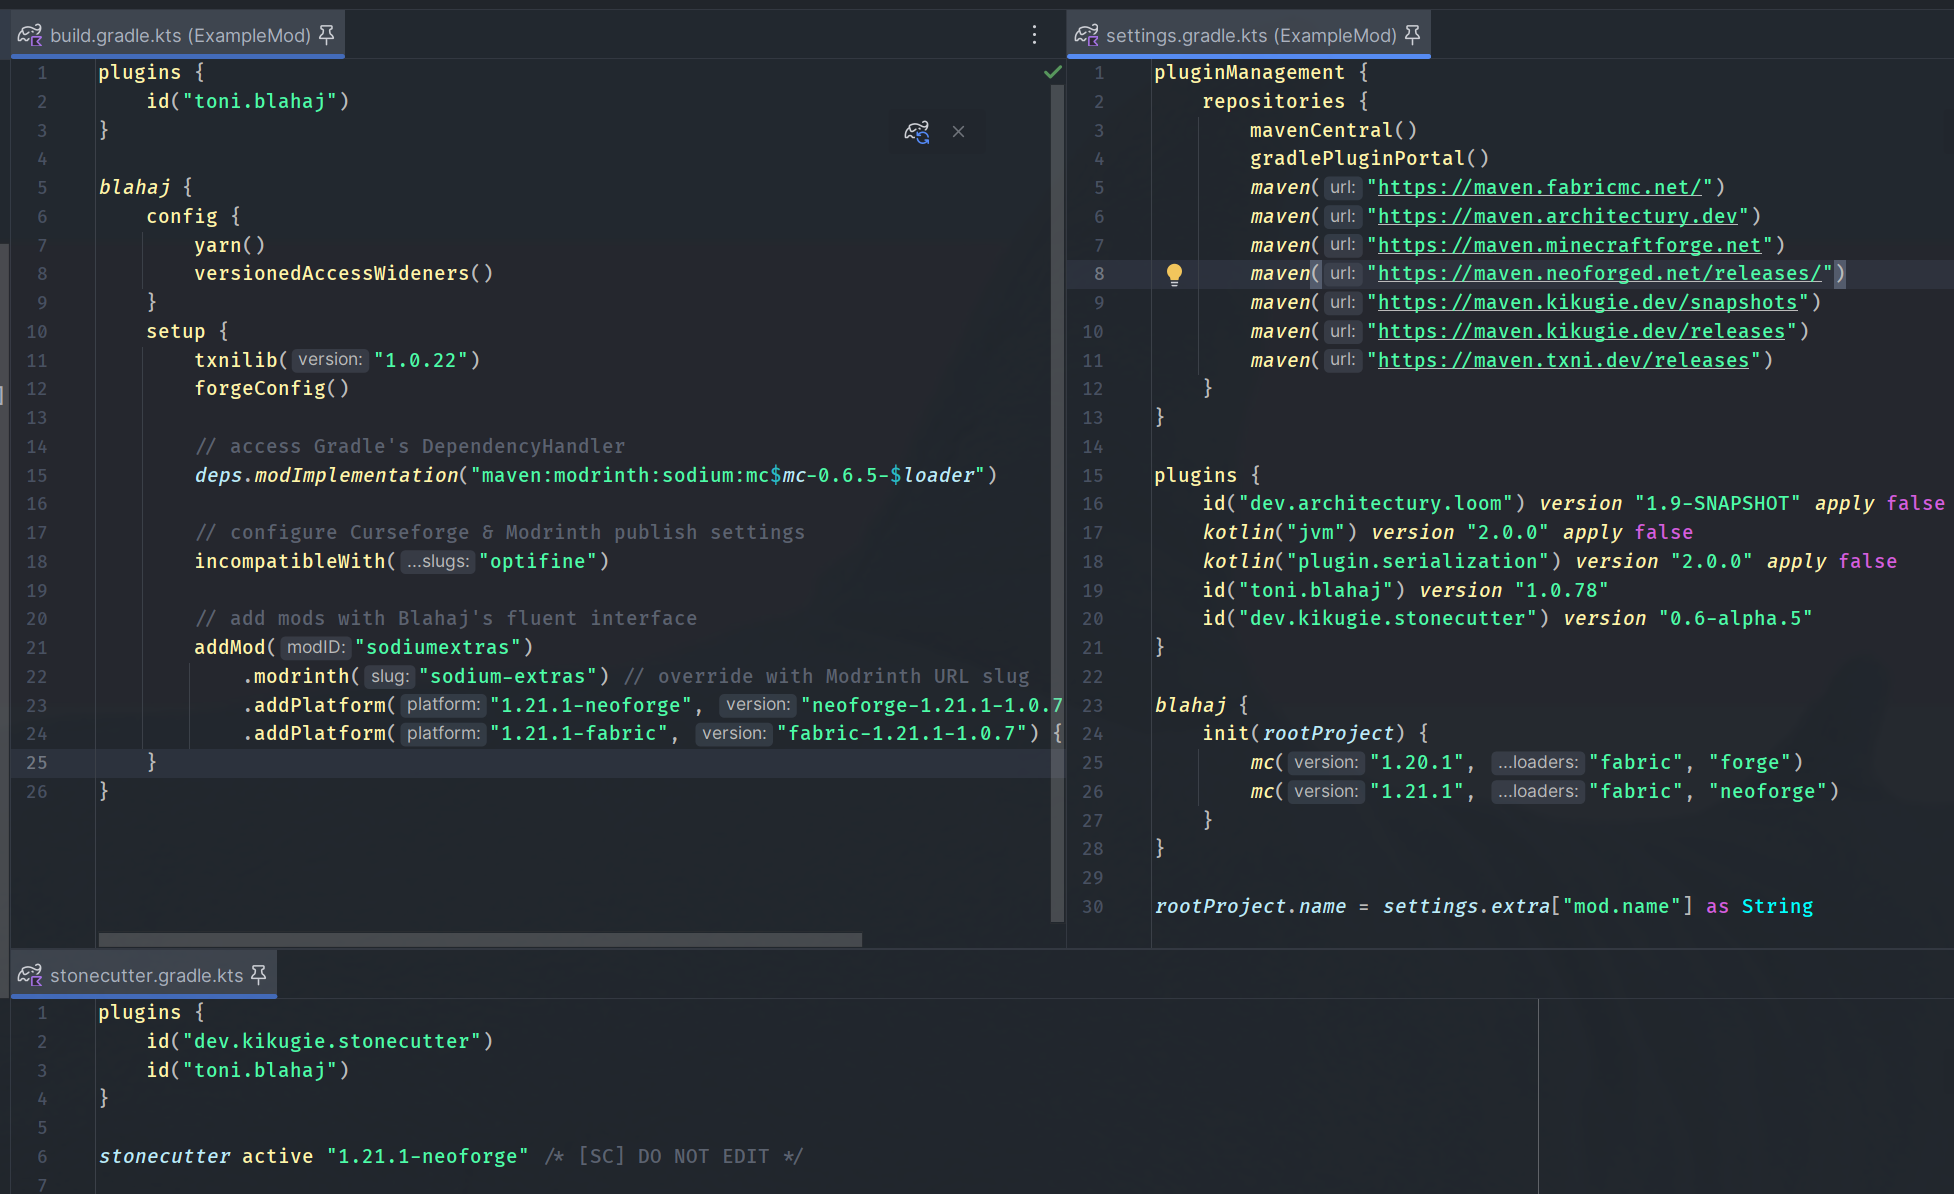 build.gradle.kts (ExampleMod)
1 plugins {
2     id("toni.blahaj")
3 }
4
5 blahaj {
6     config {
7         yarn()
8         versionedAccessWideners()
9     }
10     setup {
11         txnilib( version: "1.0.22")
12         forgeConfig()
13
14         // access Gradle's DependencyHandler
15         deps.modImplementation("maven:modrinth:sodium:mc$mc-0.6.5-$loader")
16
17         // configure Curseforge & Modrinth publish settings
18         incompatibleWith( ...slugs: "optifine")
19
20         // add mods with Blahaj's fluent interface
21         addMod( modID: "sodiumextras")
22             .modrinth( slug: "sodium-extras") // override with Modrinth URL slug
23             .addPlatform( platform: "1.21.1-neoforge", version: "neoforge-1.21.1-1.0.7
24             .addPlatform( platform: "1.21.1-fabric", version: "fabric-1.21.1-1.0.7") {
25     }
26 }
settings.gradle.kts (ExampleMod)
1 pluginManagement {
2     repositories {
3         mavenCentral()
4         gradlePluginPortal()
5         maven( url: "https://maven.fabricmc.net/")
6         maven( url: "https://maven.architectury.dev")
7         maven( url: "https://maven.minecraftforge.net")
8         maven( url: "https://maven.neoforged.net/releases/")
9         maven( url: "https://maven.kikugie.dev/snapshots")
10         maven( url: "https://maven.kikugie.dev/releases")
11         maven( url: "https://maven.txni.dev/releases")
12     }
13 }
14
15 plugins {
16     id("dev.architectury.loom") version "1.9-SNAPSHOT" apply false
17     kotlin("jvm") version "2.0.0" apply false
18     kotlin("plugin.serialization") version "2.0.0" apply false
19     id("toni.blahaj") version "1.0.78"
20     id("dev.kikugie.stonecutter") version "0.6-alpha.5"
21 }
22
23 blahaj {
24     init(rootProject) {
25         mc( version: "1.20.1", ...loaders: "fabric", "forge")
26         mc( version: "1.21.1", ...loaders: "fabric", "neoforge")
27     }
28 }
29
30 rootProject.name = settings.extra["mod.name"] as String
stonecutter.gradle.kts
1 plugins {
2     id("dev.kikugie.stonecutter")
3     id("toni.blahaj")
4 }
5
6 stonecutter active "1.21.1-neoforge" /* [SC] DO NOT EDIT */
7